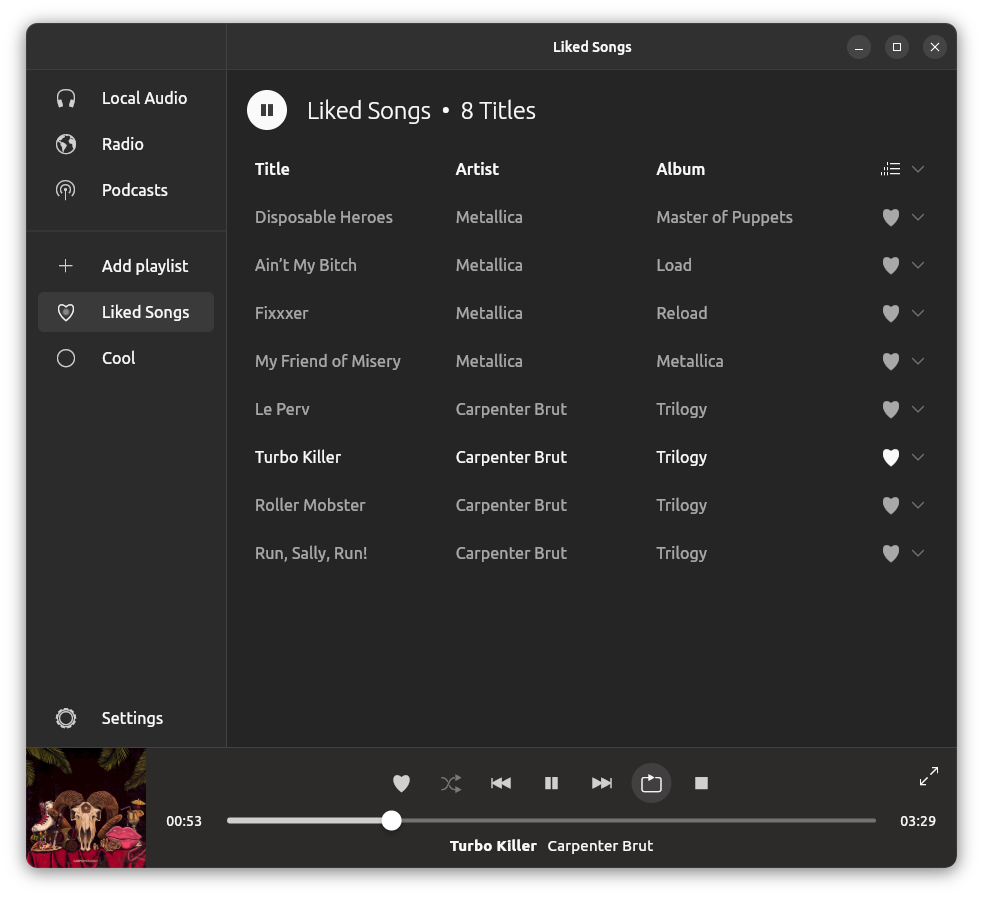 Liked Songs
Local Audio
Radio
Podcasts
Add playlist
Liked Songs
Cool
Settings
Liked Songs • 8 Titles
Title Artist Album
Disposable Heroes Metallica Master of Puppets
Ain’t My Bitch Metallica Load
Fixxxer Metallica Reload
My Friend of Misery Metallica Metallica
Le Perv Carpenter Brut Trilogy
Turbo Killer Carpenter Brut Trilogy
Roller Mobster Carpenter Brut Trilogy
Run, Sally, Run! Carpenter Brut Trilogy
00:53 03:29
Turbo Killer Carpenter Brut